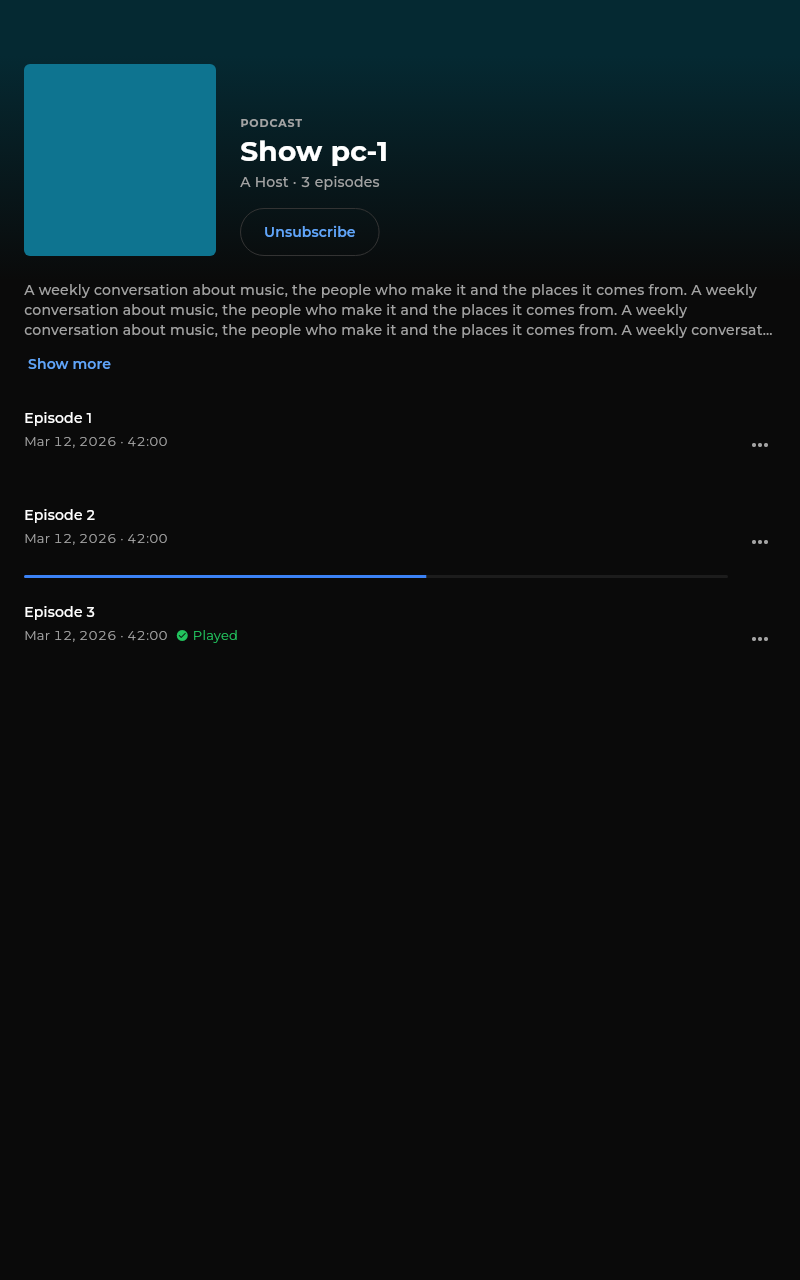 PODCAST
Show pc-1
A Host · 3 episodes
Unsubscribe
A weekly conversation about music, the people who make it and the places it comes from. A weekly
conversation about music, the people who make it and the places it comes from. A weekly
conversation about music, the people who make it and the places it comes from. A weekly conversat...
Show more
Episode 1
Mar 12, 2026 · 42:00
Episode 2
Mar 12, 2026 · 42:00
Episode 3
Mar 12, 2026 · 42:00 Played